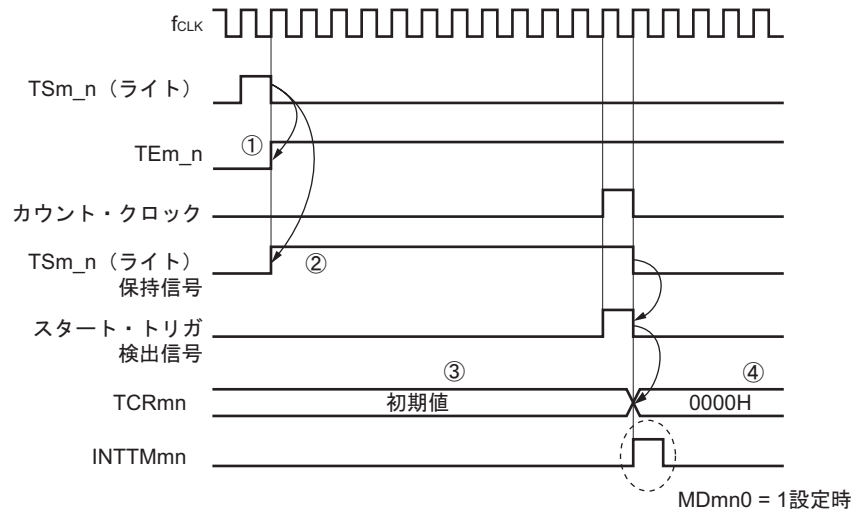 fCLK
TSm_n（ライト）
①
TEm_n
カウント・クロック
TSm_n（ライト）
保持信号
②
スタート・トリガ
検出信号
③
④
TCRmn
初期値
0000H
INTTMmn
MDmn0 = 1設定時